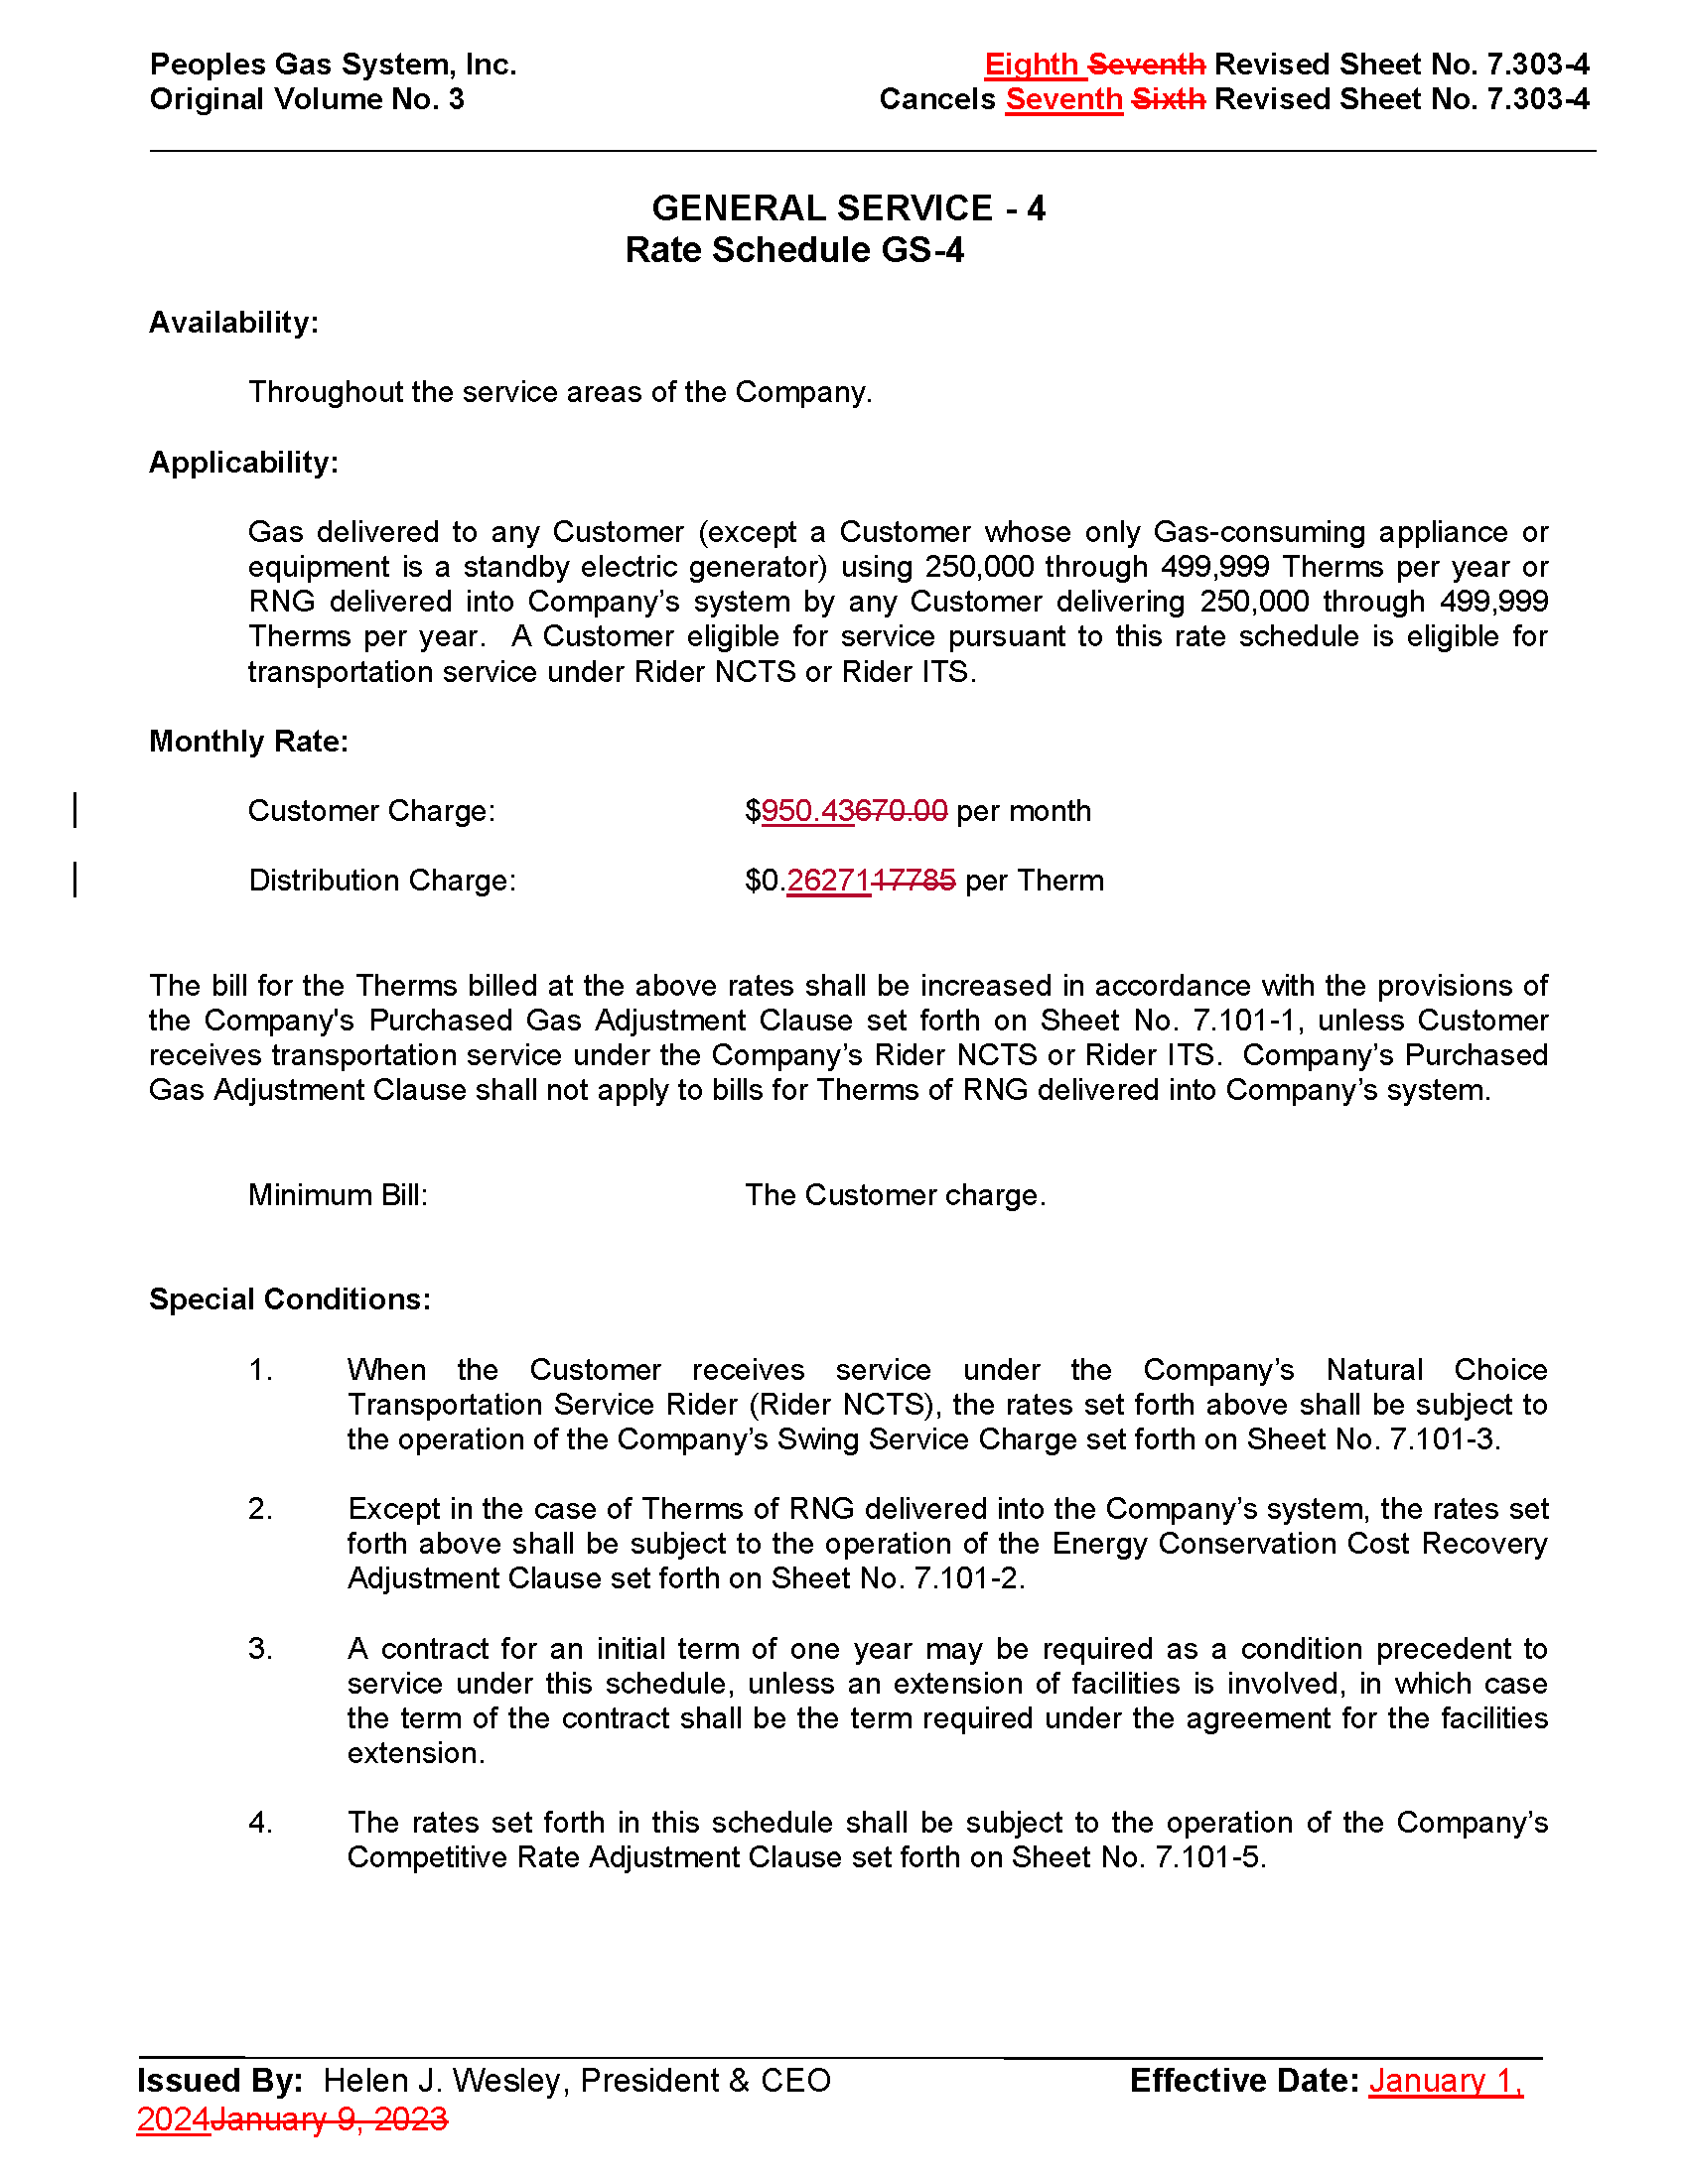 Peoples Gas System, Inc. Eighth Seventh Revised Sheet No. 7.303-4
Original Volume No. 3 Cancels Seventh Sixth Revised Sheet No. 7.303-4
GENERAL SERVICE - 4
Rate Schedule GS-4
Availability:
Throughout the service areas of the Company.
Applicability:
Gas delivered to any Customer (except a Customer whose only Gas-consuming appliance or
equipment is a standby electric generator) using 250,000 through 499,999 Therms per year or
RNG delivered into Company’s system by any Customer delivering 250,000 through 499,999
Therms per year. A Customer eligible for service pursuant to this rate schedule is eligible for
transportation service under Rider NCTS or Rider ITS.
Monthly Rate:
Customer Charge: $950.43670.00 per month
Distribution Charge: $0.2627117785 per Therm
The bill for the Therms billed at the above rates shall be increased in accordance with the provisions of
the Company's Purchased Gas Adjustment Clause set forth on Sheet No. 7.101-1, unless Customer
receives transportation service under the Company’s Rider NCTS or Rider ITS. Company’s Purchased
Gas Adjustment Clause shall not apply to bills for Therms of RNG delivered into Company’s system.
Minimum Bill: The Customer charge.
Special Conditions:
1. When the Customer receives service under the Company’s Natural Choice
Transportation Service Rider (Rider NCTS), the rates set forth above shall be subject to
the operation of the Company’s Swing Service Charge set forth on Sheet No. 7.101-3.
2. Except in the case of Therms of RNG delivered into the Company’s system, the rates set
forth above shall be subject to the operation of the Energy Conservation Cost Recovery
Adjustment Clause set forth on Sheet No. 7.101-2.
3. A contract for an initial term of one year may be required as a condition precedent to
service under this schedule, unless an extension of facilities is involved, in which case
the term of the contract shall be the term required under the agreement for the facilities
extension.
4. The rates set forth in this schedule shall be subject to the operation of the Company’s
Competitive Rate Adjustment Clause set forth on Sheet No. 7.101-5.
Issued By: Helen J. Wesley, President & CEO Effective Date: January 1,
2024January 9, 2023